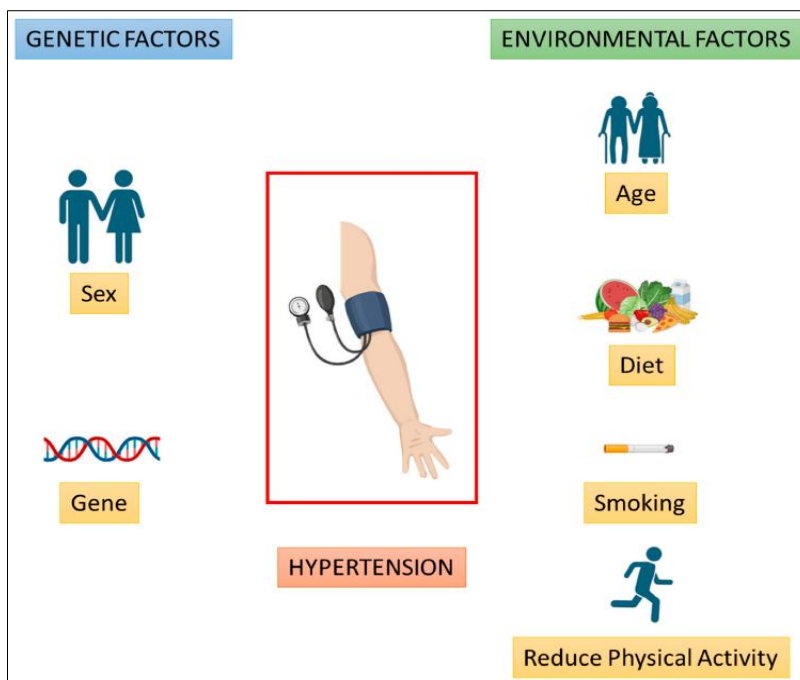 GENETIC FACTORS
ENVIRONMENTAL FACTORS
Sex
Gene
HYPERTENSION
Age
Diet
Smoking
Reduce Physical Activity